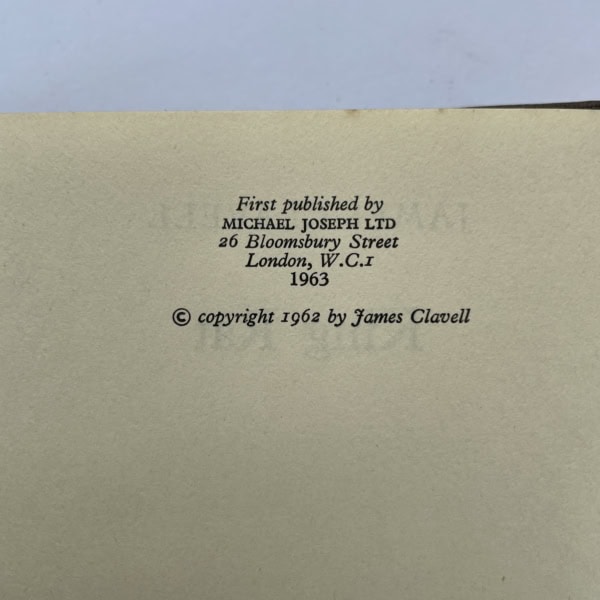 First published by
MICHAEL JOSEPH LTD
26 Bloomsbury Street
London, W.C.1
1963
© copyright 1962 by James Clavell